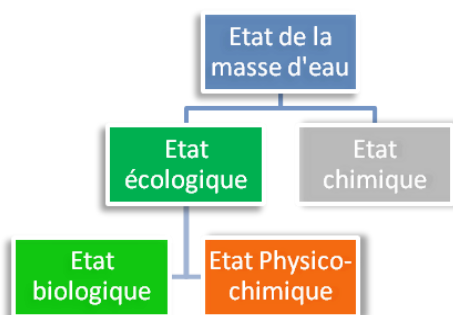 Etat de la
masse d'eau
Etat
écologique
Etat
chimique
Etat
biologique
Etat Physico-
chimique